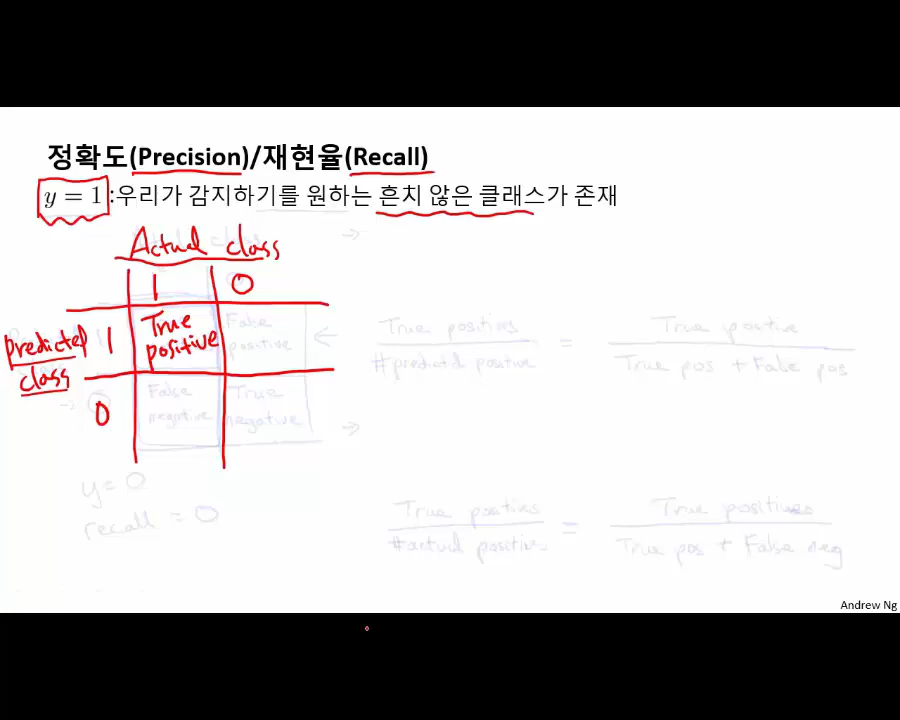 정확도(Precision)/재현율(Recall)
y = 1 :우리가 감지하기를 원하는 흔치 않은 클래스가 존재
Actual class
1 0
Predicted class 1 True positive False positive
0 False negative True negative
True positives / #predicted positive = True positive / True pos + False pos
y = 0
recall = 0
True positives / #actual positives = True positives / True pos + False neg
Andrew Ng